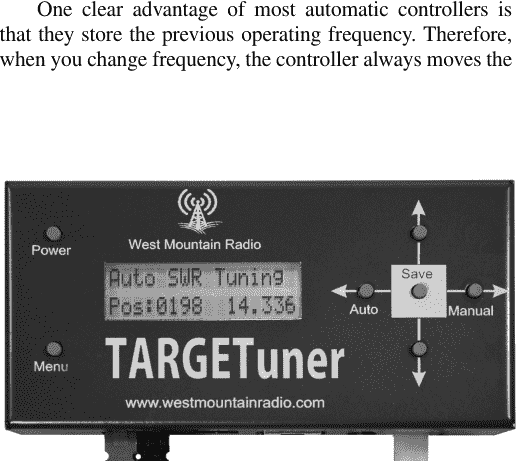 One clear advantage of most automatic controllers is
that they store the previous operating frequency. Therefore,
when you change frequency, the controller always moves the
Power
West Mountain Radio
Auto SWR Tuning
Pos:0198 14.336
Save
Auto
Manual
Menu
TARGETuner
www.westmountainradio.com